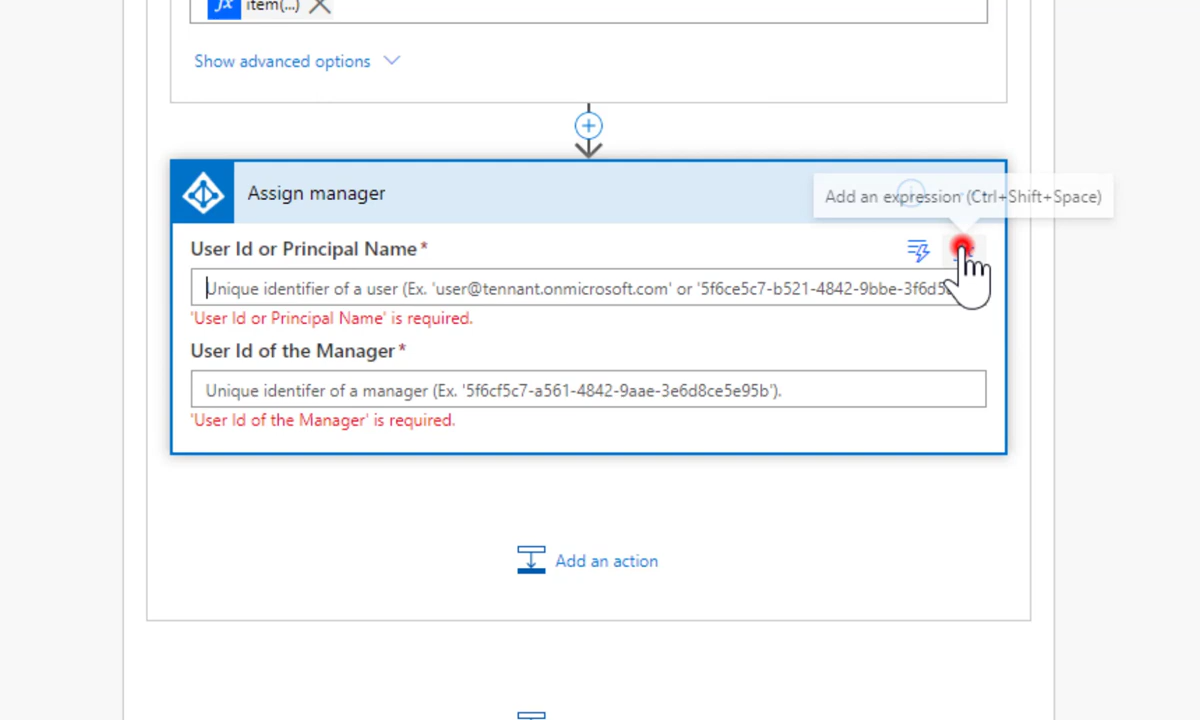 fx item(...)
Show advanced options
Assign manager
Add an expression (Ctrl+Shift+Space)
User Id or Principal Name*
Unique identifier of a user (Ex. 'user@tennant.onmicrosoft.com' or '5f6ce5c7-b521-4842-9bbe-3f6d5
'User Id or Principal Name' is required.
User Id of the Manager*
Unique identifer of a manager (Ex. '5f6cf5c7-a561-4842-9aae-3e6d8ce5e95b').
'User Id of the Manager' is required.
Add an action